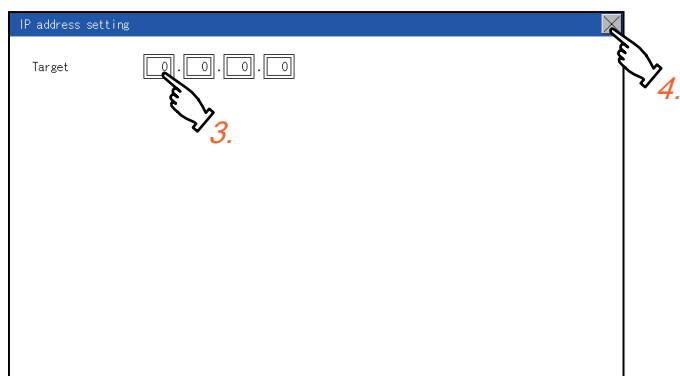 IP address setting
Target 0 . 0 . 0 . 0
3.
4.